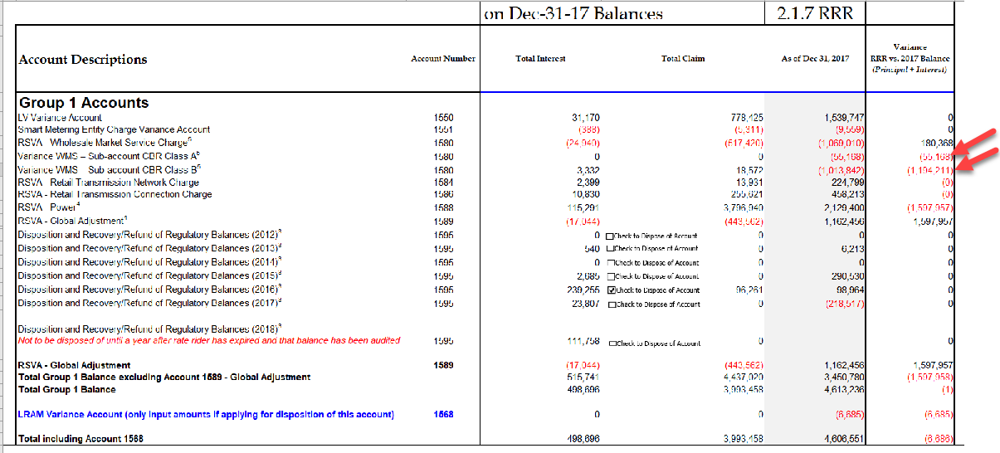 on Dec-31-17 Balances 2.1.7 RRR
Account Descriptions Account Number Total Interest Total Claim As of Dec 31, 2017 Variance
RRR vs. 2017 Balance
(Principal + Interest)
Group 1 Accounts
LV Variance Account 1550 31,170 778,425 1,539,747 0
Smart Metering Entity Charge Variance Account 1551 (388) (5,311) (9,559) 0
RSVA - Wholesale Market Service Charge5 1580 (24,940) (517,420) (1,069,010) 180,368
Variance WMS – Sub-account CBR Class A5 1580 0 0 (55,168) (55,168)
Variance WMS – Sub-account CBR Class B5 1580 3,332 18,572 (1,013,842) (1,194,211)
RSVA - Retail Transmission Network Charge 1584 2,399 13,931 224,799 (0)
RSVA - Retail Transmission Connection Charge 1586 10,830 255,621 458,213 (0)
RSVA - Power4 1588 115,291 3,796,940 2,129,400 (1,597,957)
RSVA - Global Adjustment4 1589 (17,044) (443,562) 1,162,456 1,597,957
Disposition and Recovery/Refund of Regulatory Balances (2012)3 1595 0 Check to Dispose of Account 0 0 0
Disposition and Recovery/Refund of Regulatory Balances (2013)3 1595 540 Check to Dispose of Account 0 6,213 0
Disposition and Recovery/Refund of Regulatory Balances (2014)3 1595 0 Check to Dispose of Account 0 0 0
Disposition and Recovery/Refund of Regulatory Balances (2015)3 1595 2,685 Check to Dispose of Account 0 290,530 0
Disposition and Recovery/Refund of Regulatory Balances (2016)3 1595 239,255 Check to Dispose of Account 96,261 98,964 0
Disposition and Recovery/Refund of Regulatory Balances (2017)3 1595 23,807 Check to Dispose of Account 0 (218,517) 0
Disposition and Recovery/Refund of Regulatory Balances (2018)3
Not to be disposed of until a year after rate rider has expired and that balance has been audited 1595 111,758 Check to Dispose of Account 0 0
RSVA - Global Adjustment 1589 (17,044) (443,562) 1,162,456 1,597,957
Total Group 1 Balance excluding Account 1589 - Global Adjustment 515,741 4,437,020 3,450,780 (1,597,958)
Total Group 1 Balance 498,696 3,993,458 4,613,236 (1)
LRAM Variance Account (only input amounts if applying for disposition of this account) 1568 0 0 (6,685) (6,685)
Total including Account 1568 498,696 3,993,458 4,606,551 (6,686)